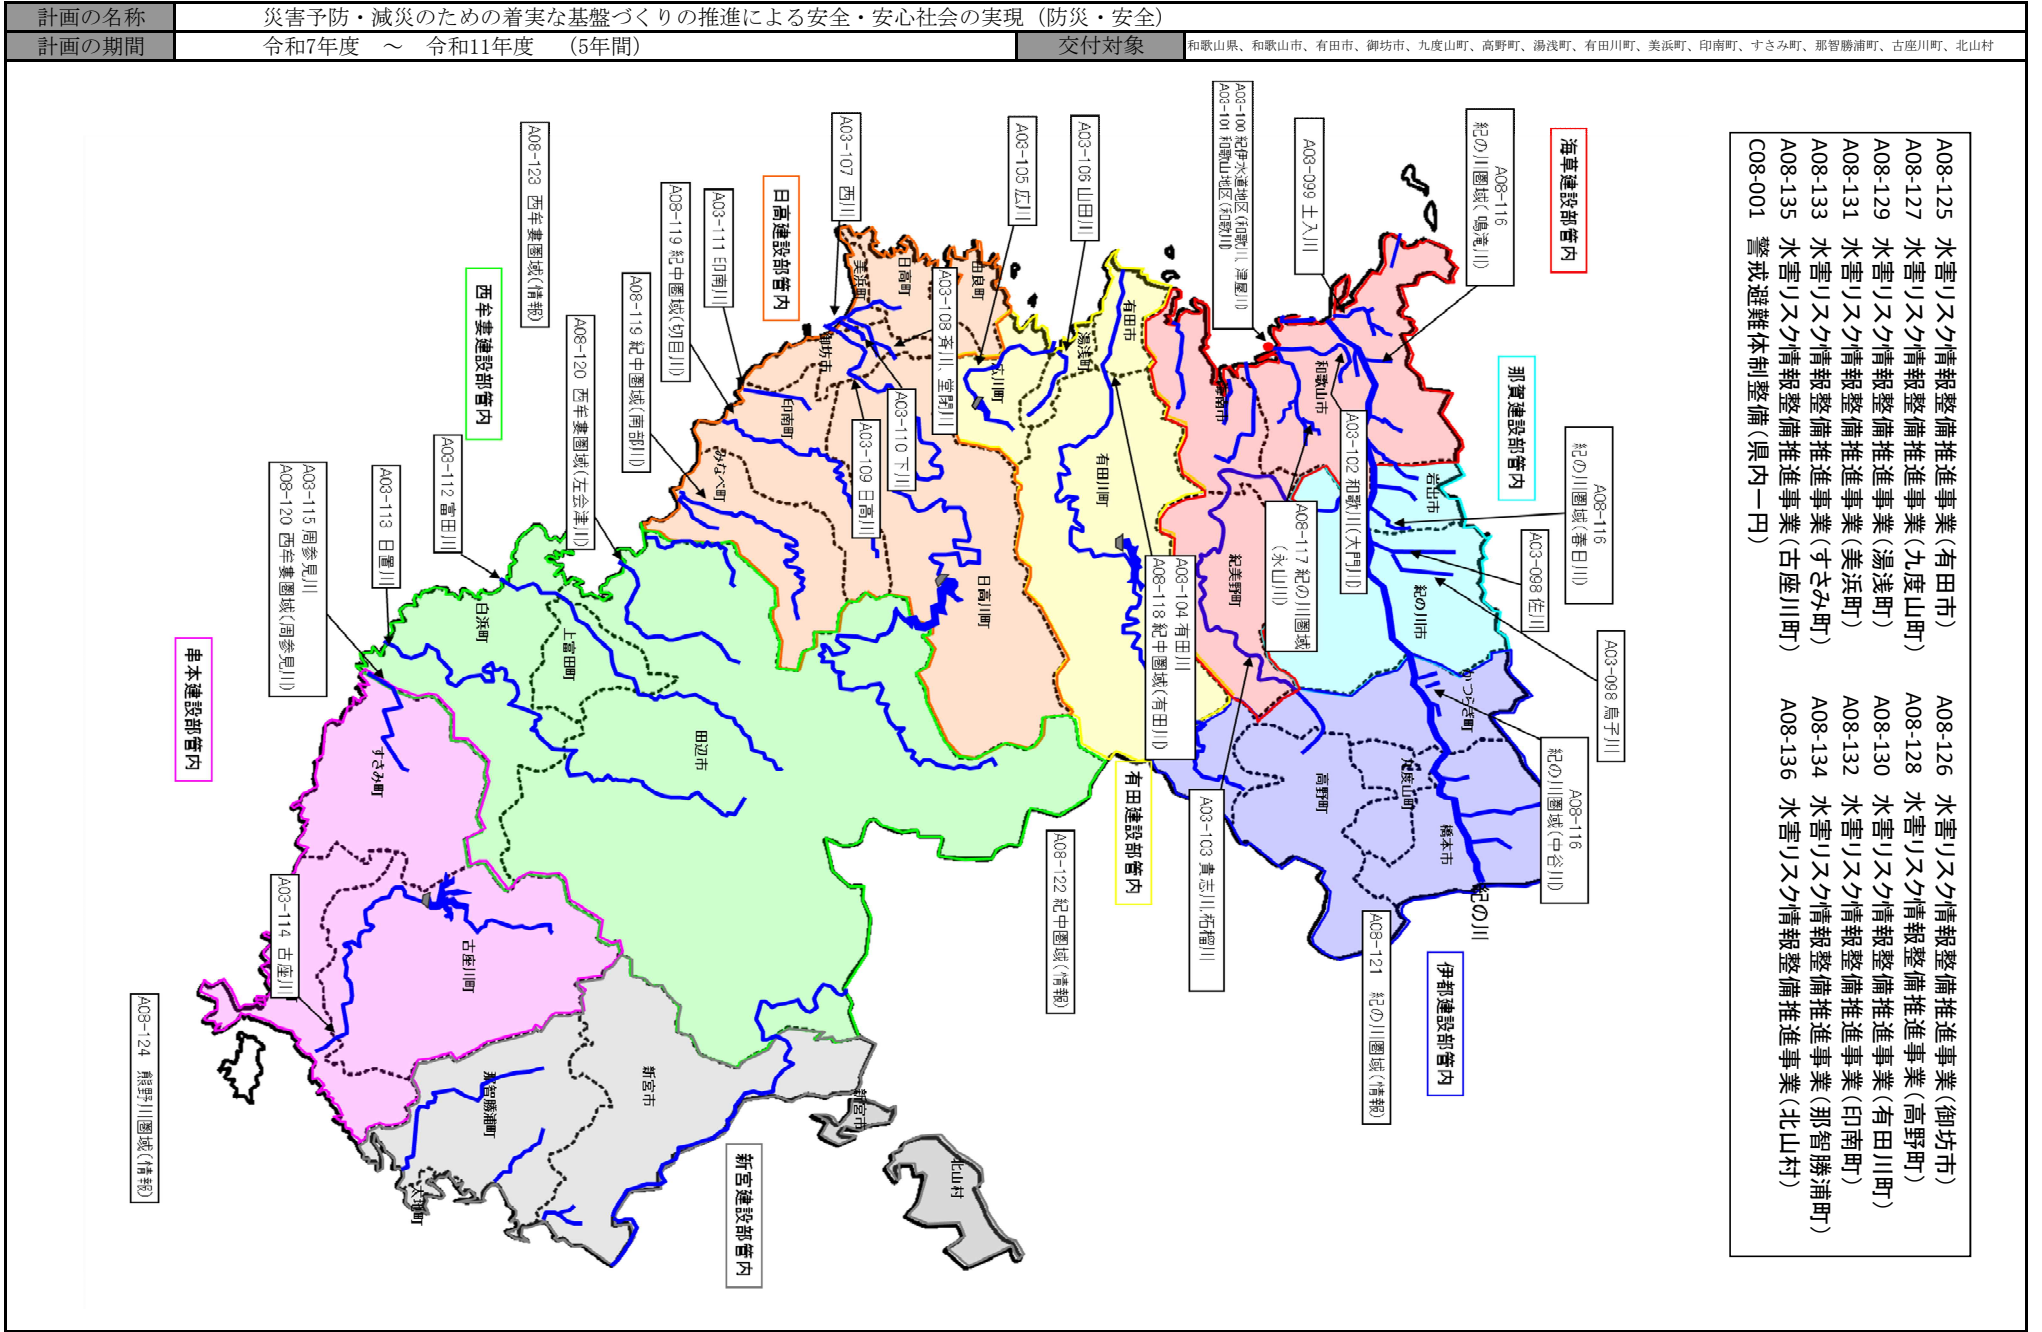 計画の名称 災害予防・減災のための着実な基盤づくりの推進による安全・安心社会の実現（防災・安全）
計画の期間 令和7年度 ～ 令和11年度 （5年間） 交付対象 和歌山県、和歌山市、有田市、御坊市、九度山町、高野町、湯浅町、有田川町、美浜町、印南町、すさみ町、那智勝浦町、古座川町、北山村
A08-125 水害リスク情報整備推進事業（有田市） A08-126 水害リスク情報整備推進事業（御坊市）
A08-127 水害リスク情報整備推進事業（九度山町） A08-128 水害リスク情報整備推進事業（高野町）
A08-129 水害リスク情報整備推進事業（湯浅町） A08-130 水害リスク情報整備推進事業（有田川町）
A08-131 水害リスク情報整備推進事業（美浜町） A08-132 水害リスク情報整備推進事業（印南町）
A08-133 水害リスク情報整備推進事業（すさみ町） A08-134 水害リスク情報整備推進事業（那智勝浦町）
A08-135 水害リスク情報整備推進事業（古座川町） A08-136 水害リスク情報整備推進事業（北山村）
C08-001 警戒避難体制整備（県内一円）
海草建設部管内
那賀建設部管内
伊都建設部管内
有田建設部管内
日高建設部管内
西牟婁建設部管内
串本建設部管内
新宮建設部管内
A08-116
紀の川圏域（鳴滝川）
A03-099 土入川
A03-100 紀伊水道地区（和歌川、津屋川）
A03-101 和歌山地区（和歌川）
A03-106 山田川
A03-105 広川
A03-107 西川
A08-123 西牟婁圏域（情報）
A03-111 印南川
A08-119 紀中圏域（切目川）
A08-119 紀中圏域（南部川）
A08-120 西牟婁圏域（左会津川）
A03-112 富田川
A03-113 日置川
A03-115 周参見川
A08-120 西牟婁圏域（周参見川）
A03-108 斉川、堂閉川
A03-110 下川
A03-109 日高川
A03-102 和歌川（大門川）
A08-117 紀の川圏域
（永山川）
A03-104 有田川
A08-118 紀中圏域（有田川）
A08-116
紀の川圏域（春日川）
A03-098 佐川
A03-098 烏子川
A08-116
紀の川圏域（中谷川）
A03-103 貴志川、柘榴川
A08-121 紀の川圏域（情報）
A08-122 紀中圏域（情報）
A03-114 古座川
A08-124 熊野川圏域（情報）
和歌山市
海南市
紀美野町
岩出市
紀の川市
かつらぎ町
九度山町
高野町
橋本市
紀の川
有田市
湯浅町
広川町
有田川町
由良町
日高町
美浜町
御坊市
印南町
みなべ町
日高川町
田辺市
上富田町
白浜町
すさみ町
古座川町
新宮市
那智勝浦町
太地町
新宮市
北山村